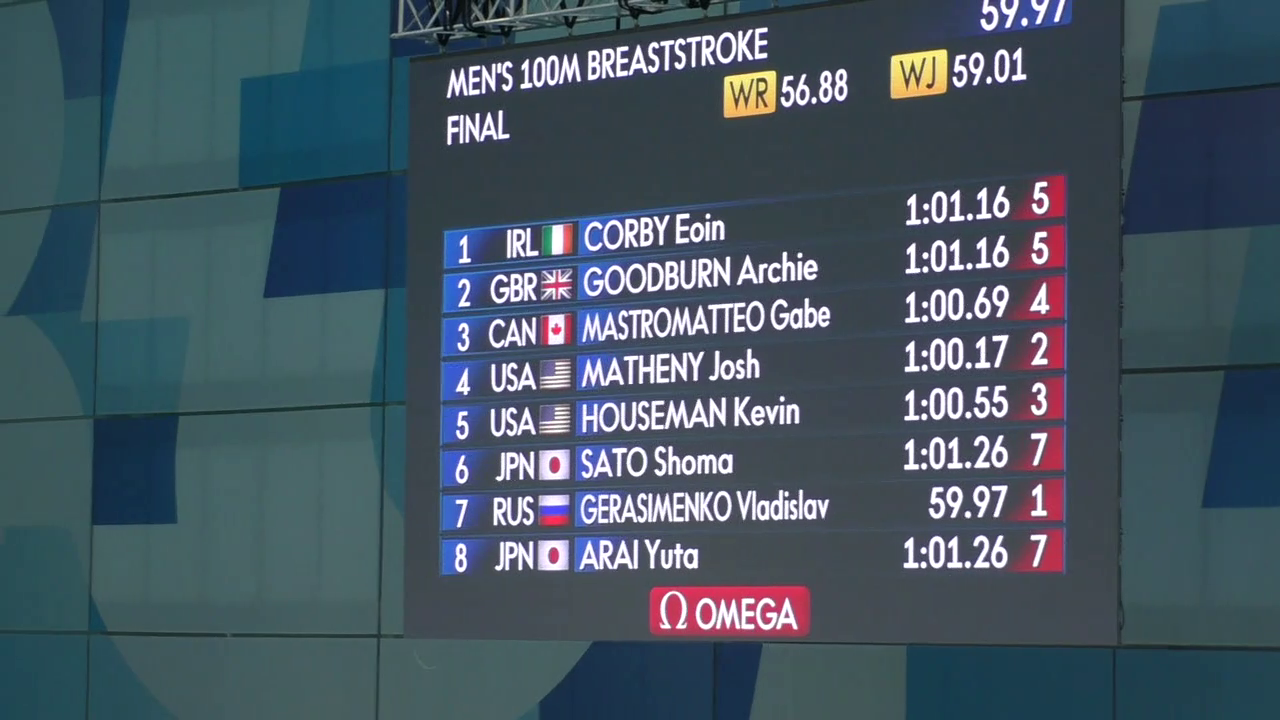 59.97
MEN'S 100M BREASTSTROKE
WR 56.88 WJ 59.01
FINAL
1 IRL CORBY Eoin 1:01.16 5
2 GBR GOODBURN Archie 1:01.16 5
3 CAN MASTROMATTEO Gabe 1:00.69 4
4 USA MATHENY Josh 1:00.17 2
5 USA HOUSEMAN Kevin 1:00.55 3
6 JPN SATO Shoma 1:01.26 7
7 RUS GERASIMENKO Vladislav 59.97 1
8 JPN ARAI Yuta 1:01.26 7
Ω OMEGA